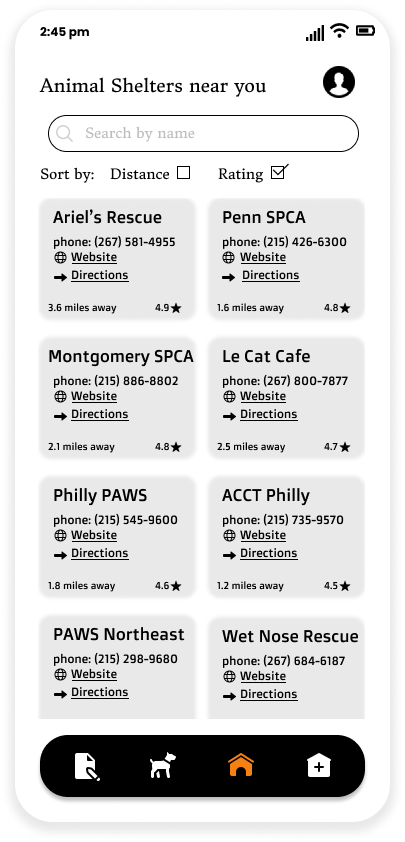 2:45 pm
Animal Shelters near you
Search by name
Sort by: Distance Rating
Ariel's Rescue
phone: (267) 581-4955
Website
Directions
3.6 miles away 4.9
Penn SPCA
phone: (215) 426-6300
Website
Directions
1.6 miles away 4.8
Montgomery SPCA
phone: (215) 886-8802
Website
Directions
2.1 miles away 4.8
Le Cat Cafe
phone: (267) 800-7877
Website
Directions
2.5 miles away 4.7
Philly PAWS
phone: (215) 545-9600
Website
Directions
1.8 miles away 4.6
ACCT Philly
phone: (215) 735-9570
Website
Directions
1.2 miles away 4.5
PAWS Northeast
phone: (215) 298-9680
Website
Directions
Wet Nose Rescue
phone: (267) 684-6187
Website
Directions